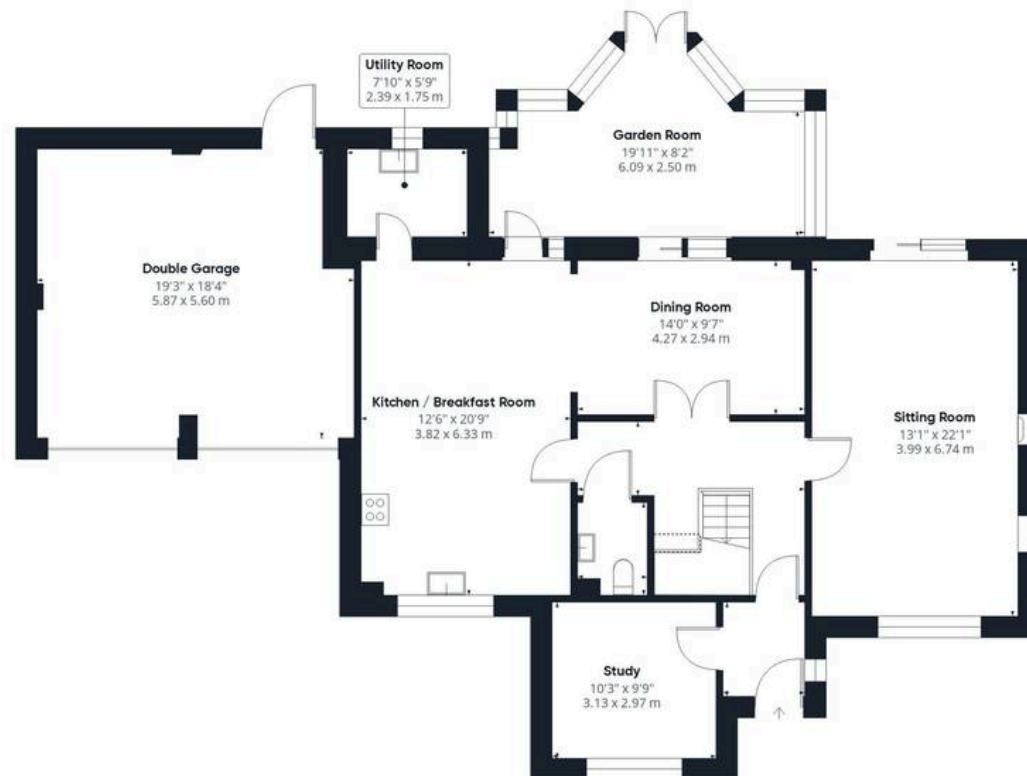 Utility Room
7'10" x 5'9"
2.39 x 1.75 m
Garden Room
19'11" x 8'2"
6.09 x 2.50 m
Double Garage
19'3" x 18'4"
5.87 x 5.60 m
Dining Room
14'0" x 9'7"
4.27 x 2.94 m
Kitchen / Breakfast Room
12'6" x 20'9"
3.82 x 6.33 m
Sitting Room
13'1" x 22'1"
3.99 x 6.74 m
Study
10'3" x 9'9"
3.13 x 2.97 m